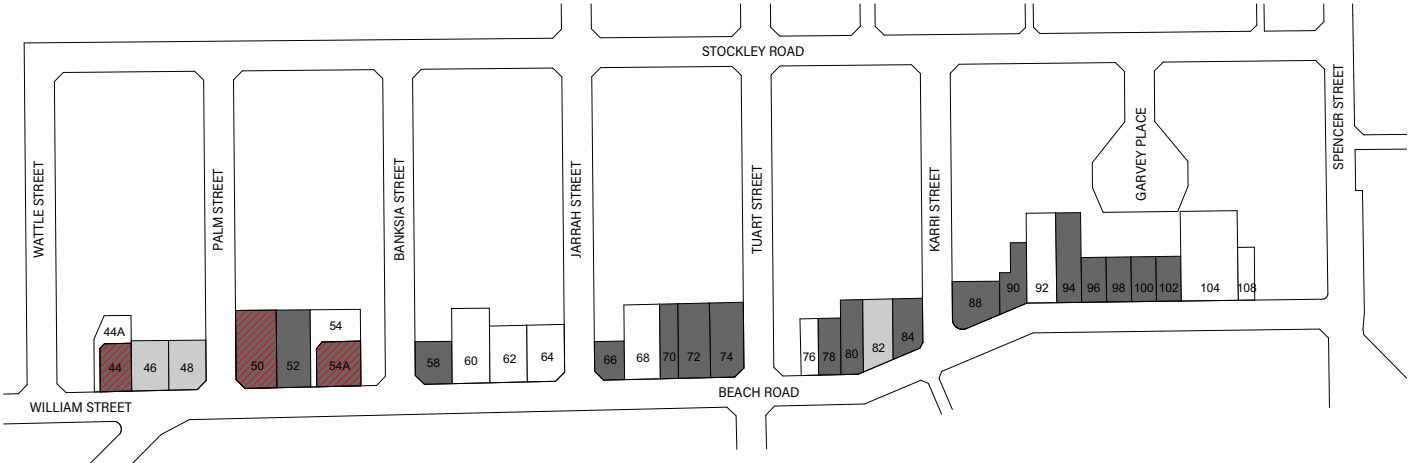 STOCKLEY ROAD
WATTLE STREET
PALM STREET
BANKSIA STREET
JARRAH STREET
TUART STREET
KARRI STREET
GARVEY PLACE
SPENCER STREET
44A
44
46
48
50
52
54
54A
58
60
62
64
66
68
70
72
74
76
78
80
82
84
88
90
92
94
96
98
100
102
104
108
BEACH ROAD
WILLIAM STREET